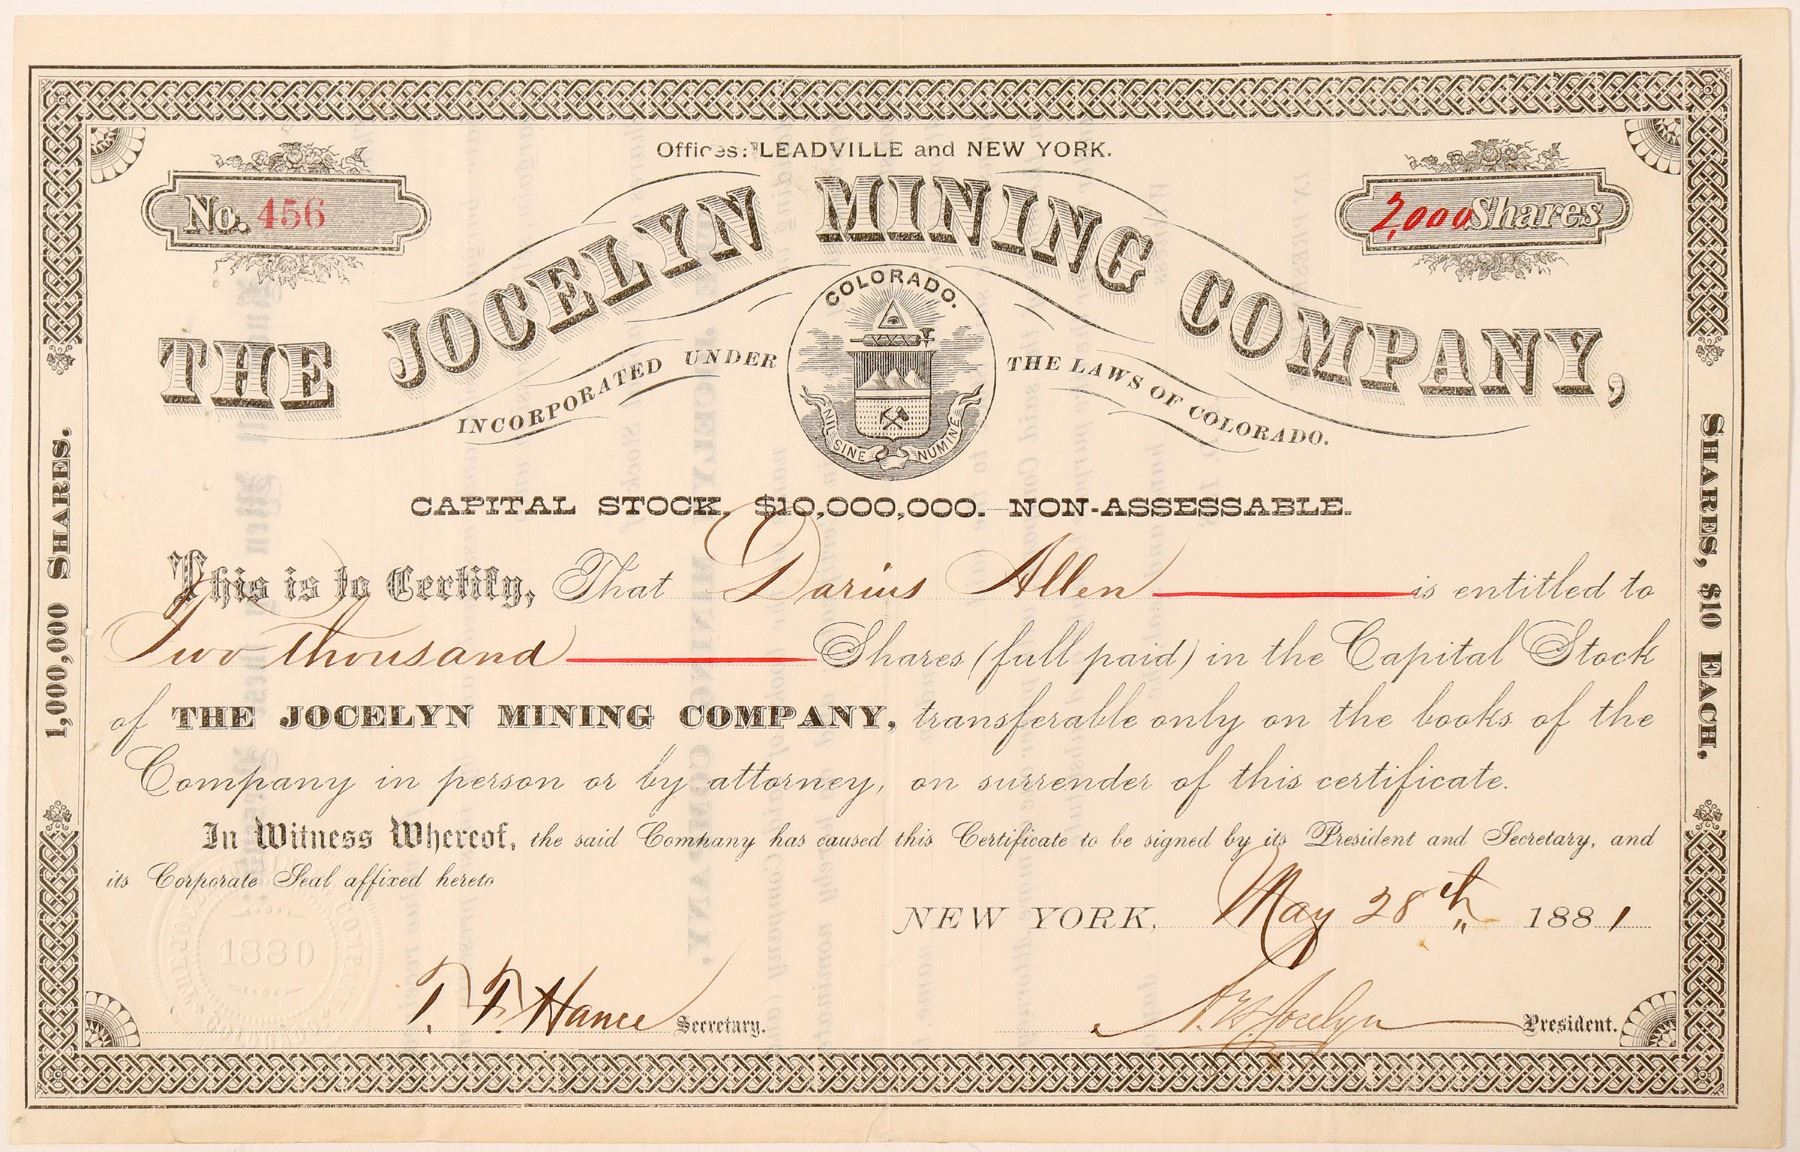 Offices: LEADVILLE and NEW YORK.
No. 456
2,000 Shares
THE JOCELYN MINING COMPANY,
COLORADO.
INCORPORATED UNDER THE LAWS OF COLORADO.
NIL SINE NUMINE
CAPITAL STOCK, $10,000,000. NON-ASSESSABLE.
1,000,000 SHARES.
SHARES, $10 EACH.
This is to Certify, That Darius Allen is entitled to
Two thousand Shares (full paid) in the Capital Stock
of THE JOCELYN MINING COMPANY, transferable only on the books of the
Company in person or by attorney, on surrender of this certificate.
In Witness Whereof, the said Company has caused this Certificate to be signed by its President and Secretary, and
its Corporate Seal affixed hereto
NEW YORK, May 28th 1881
1880
T. F. Hance Secretary.
Jocelyn President.